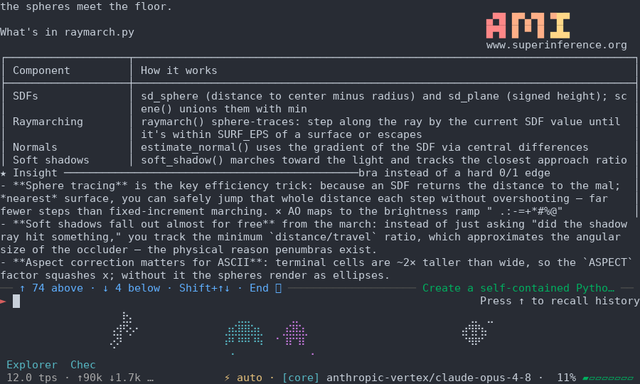 the spheres meet the floor.
What's in raymarch.py
AMI
www.superinference.org
Component How it works
SDFs sd_sphere (distance to center minus radius) and sd_plane (signed height); sc
ene() unions them with min
Raymarching raymarch() sphere-traces: step along the ray by the current SDF value until
it's within SURF_EPS of a surface or escapes
Normals estimate_normal() uses the gradient of the SDF via central differences
Soft shadows soft_shadow() marches toward the light and tracks the closest approach ratio
★ Insight ─────────────────────────bra instead of a hard 0/1 edge
- **Sphere tracing** is the key efficiency trick: because an SDF returns the distance to the mal;
*nearest* surface, you can safely jump that whole distance each step without overshooting — far
fewer steps than fixed-increment marching. × AO maps to the brightness ramp " .:-=+*#%@"
- **Soft shadows fall out almost for free** from the march: instead of just asking "did the shadow
ray hit something," you track the minimum `distance/travel` ratio, which approximates the angular
size of the occluder — the physical reason penumbras exist.
- **Aspect correction matters for ASCII**: terminal cells are ~2× taller than wide, so the `ASPECT`
factor squashes x; without it the spheres render as ellipses.
↑ 74 above · ↓ 4 below · Shift+↑↓ · End Create a self-contained Pytho…
► Press ↑ to recall history
Explorer Chec
12.0 tps · ↑90k ↓1.7k … ⚡ auto · [core] anthropic-vertex/claude-opus-4-8 · 11%